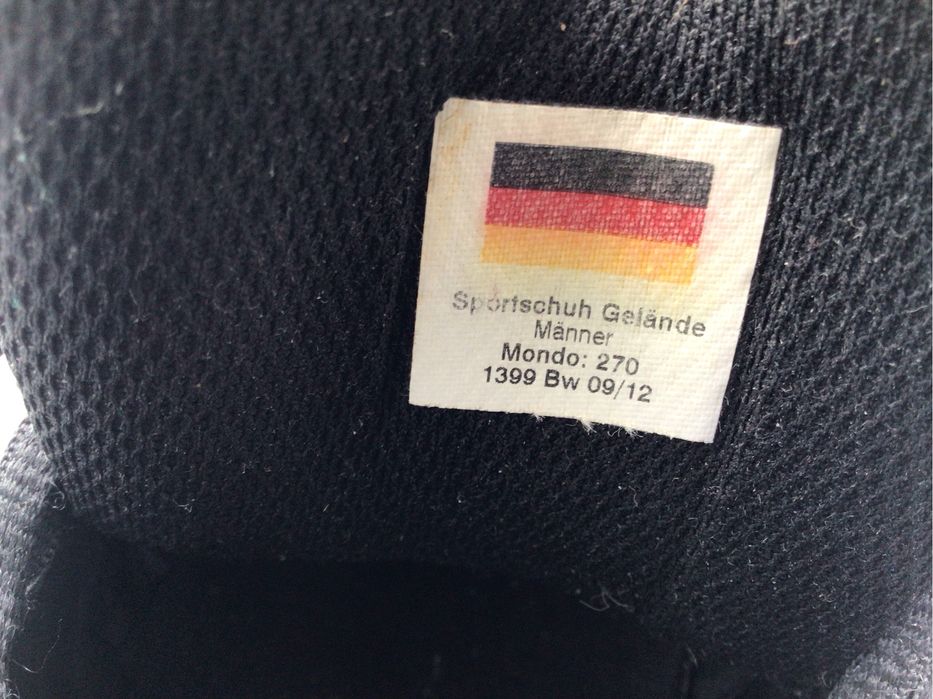 Sportschuh Gelände
Männer
Mondo: 270
1399 Bw 09/12